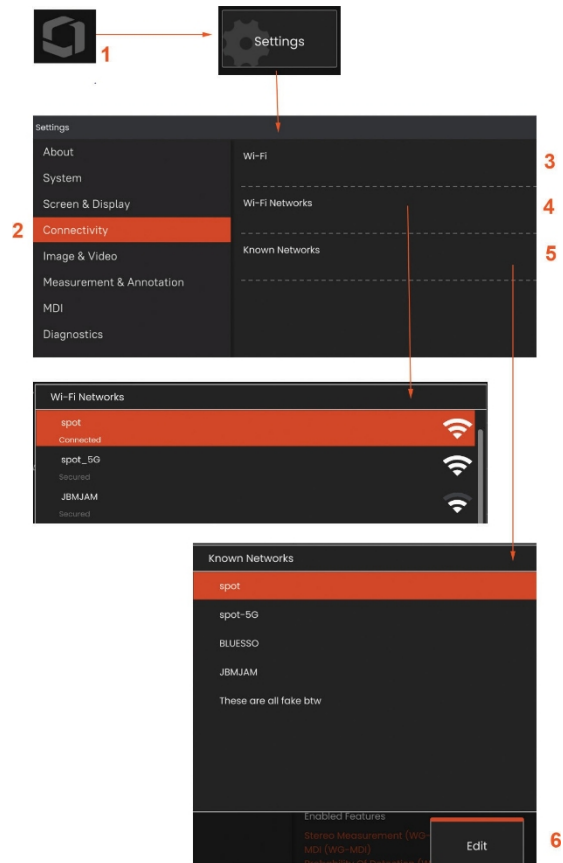 1
Settings
Settings
About
System
Screen & Display
2 Connectivity
Image & Video
Measurement & Annotation
MDI
Diagnostics
Wi-Fi
3
Wi-Fi Networks
4
Known Networks
5
Wi-Fi Networks
spot
Connected
spot_5G
Secured
JBMJAM
Secured
Known Networks
spot
spot-5G
BLUESSO
JBMJAM
These are all fake btw
Enabled Features
Stereo Measurement (WG-
MDI (WG-MDI)
Edit
6